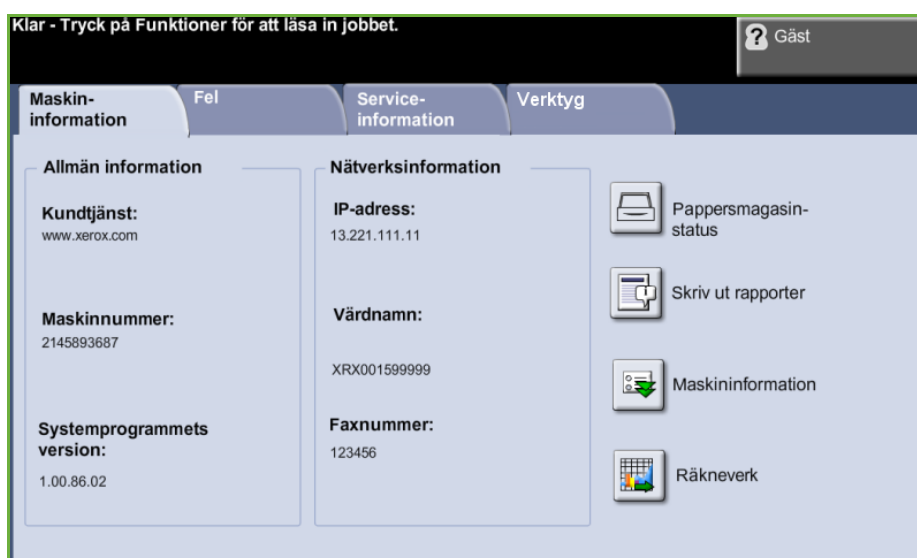 Klar - Tryck på Funktioner för att läsa in jobbet.
Gäst
Maskin-
information
Fel
Service-
information
Verktyg
Allmän information
Kundtjänst:
www.xerox.com
Maskinnummer:
2145893687
Systemprogrammets
version:
1.00.86.02
Nätverksinformation
IP-adress:
13.221.111.11
Värdnamn:
XRX001599999
Faxnummer:
123456
Pappersmagasin-
status
Skriv ut rapporter
Maskininformation
Räkneverk